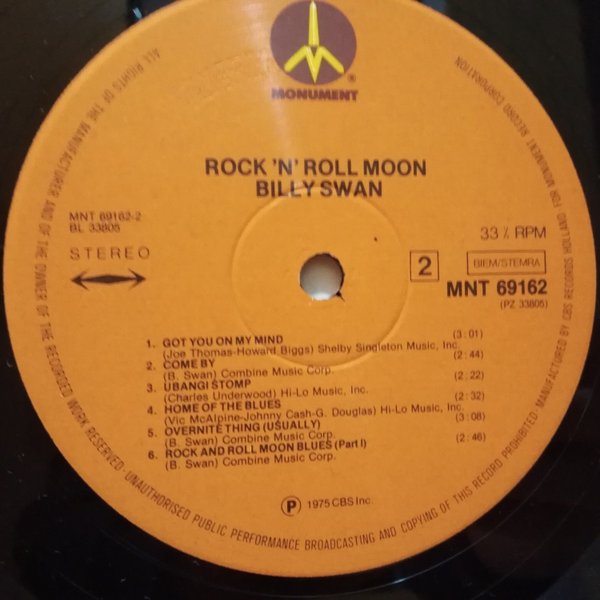 MONUMENT
®
ROCK 'N' ROLL MOON
BILLY SWAN
MNT 69162-2
BL 33805
STEREO
33⅓ RPM
2
BIEM/STEMRA
MNT 69162
(PZ 33805)
1. GOT YOU ON MY MIND (3:01)
(Joe Thomas-Howard Biggs) Shelby Singleton Music, Inc.
2. COME BY (2:44)
(B. Swan) Combine Music Corp.
3. UBANGI STOMP (2:22)
(Charles Underwood) Hi-Lo Music, Inc.
4. HOME OF THE BLUES (2:32)
(Vic McAlpine-Johnny Cash-G. Douglas) Hi-Lo Music, Inc.
5. OVERNITE THING (USUALLY) (3:08)
(B. Swan) Combine Music Corp.
6. ROCK AND ROLL MOON BLUES (Part I) (2:46)
(B. Swan) Combine Music Corp.
Ⓟ 1975 CBS Inc.
ALL RIGHTS OF THE MANUFACTURER AND OF THE OWNER OF THE RECORDED WORK RESERVED. UNAUTHORISED PUBLIC PERFORMANCE BROADCASTING AND COPYING OF THIS RECORD PROHIBITED. MANUFACTURED BY CBS RECORDS HOLLAND FOR MONUMENT RECORD CORPORATION